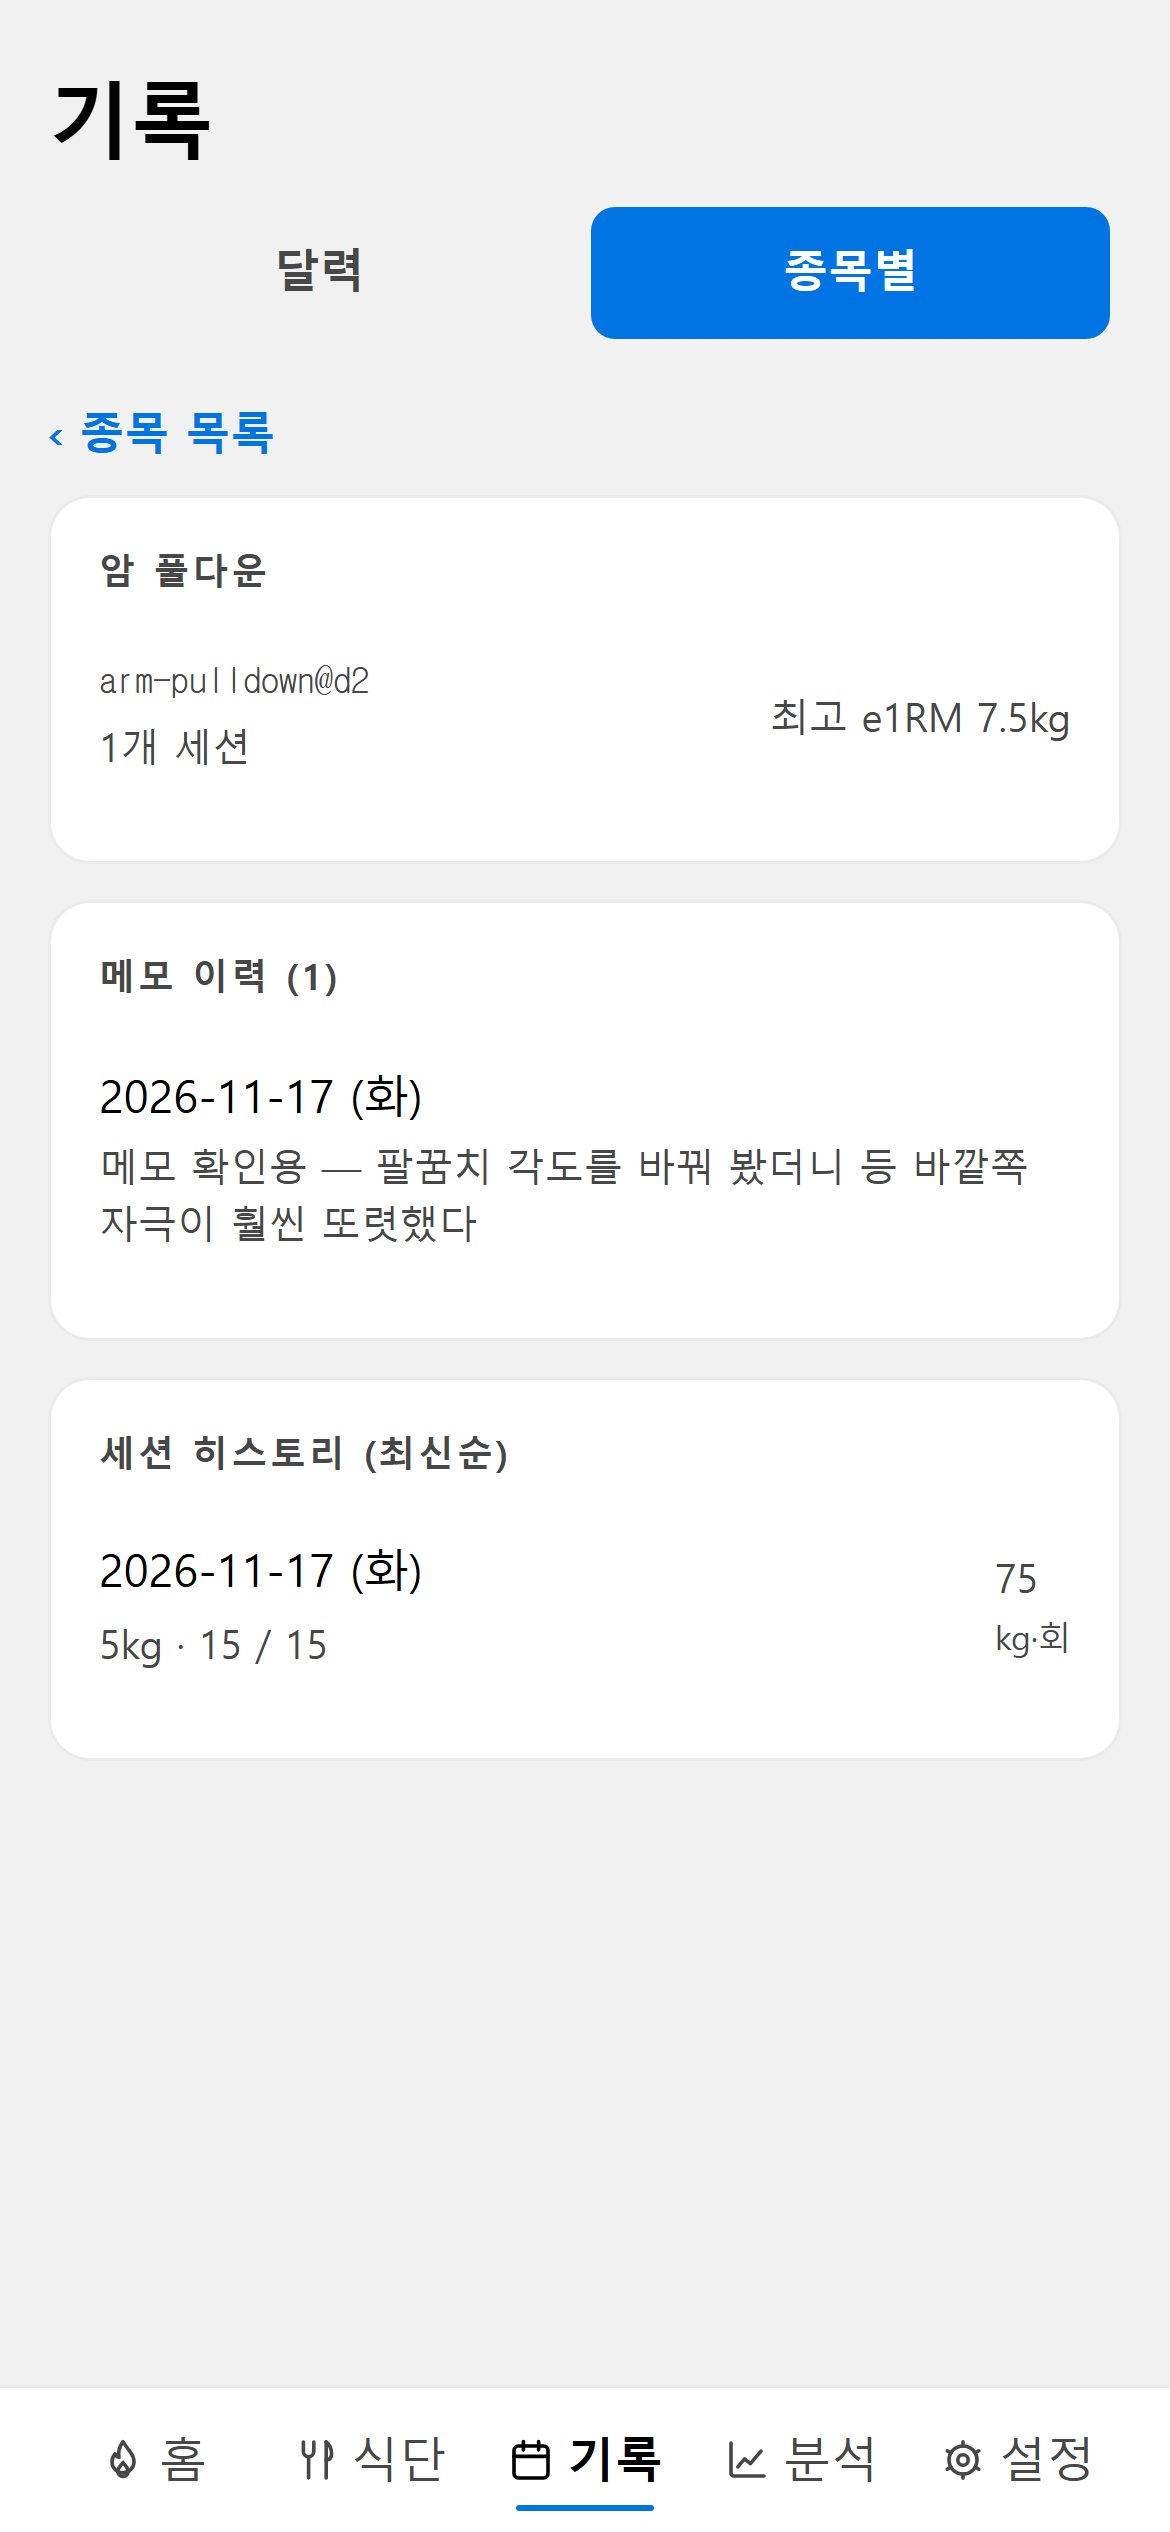 기록
달력
종목별
‹ 종목 목록
암 풀다운
arm-pulldown@d2
1개 세션
최고 e1RM 7.5kg
메모 이력 (1)
2026-11-17 (화)
메모 확인용 — 팔꿈치 각도를 바꿔 봤더니 등 바깥쪽
자극이 훨씬 또렷했다
세션 히스토리 (최신순)
2026-11-17 (화)
5kg · 15 / 15
75
kg·회
홈
식단
기록
분석
설정